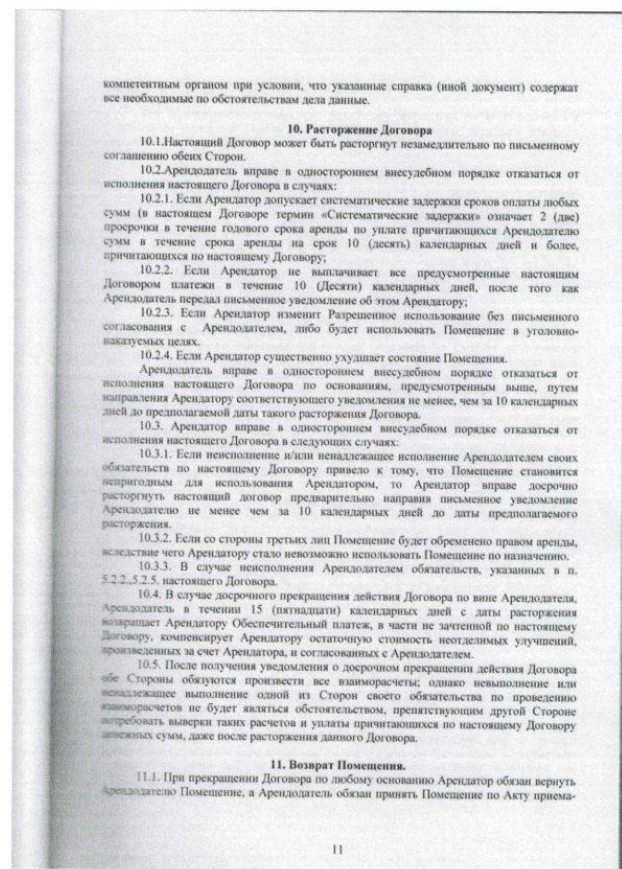 компетентным органом при условии, что указанные справка (иной документ) содержат
все необходимые по обстоятельствам дела данные.
10. Расторжение Договора
10.1.Настоящий Договор может быть расторгнут незамедлительно по письменному
соглашению обеих Сторон.
10.2.Арендодатель вправе в одностороннем внесудебном порядке отказаться от
исполнения настоящего Договора в случаях:
10.2.1. Если Арендатор допускает систематические задержки сроков оплаты любых
сумм (в настоящем Договоре термин «Систематические задержки» означает 2 (две)
просрочки в течение годового срока аренды по уплате причитающихся Арендодателю
сумм в течение срока аренды на срок 10 (десять) календарных дней и более,
причитающихся по настоящему Договору;
10.2.2. Если Арендатор не выплачивает все предусмотренные настоящим
Договором платежи в течение 10 (Десяти) календарных дней, после того как
Арендодатель передал письменное уведомление об этом Арендатору;
10.2.3. Если Арендатор изменит Разрешенное использование без письменного
согласования с Арендодателем, либо будет использовать Помещение в уголовно-
наказуемых целях.
10.2.4. Если Арендатор существенно ухудшает состояние Помещения.
Арендодатель вправе в одностороннем внесудебном порядке отказаться от
исполнения настоящего Договора по основаниям, предусмотренным выше, путем
направления Арендатору соответствующего уведомления не менее, чем за 10 календарных
дней до предполагаемой даты такого расторжения Договора.
10.3. Арендатор вправе в одностороннем внесудебном порядке отказаться от
исполнения настоящего Договора в следующих случаях:
10.3.1. Если неисполнение и/или ненадлежащее исполнение Арендодателем своих
обязательств по настоящему Договору привело к тому, что Помещение становится
непригодным для использования Арендатором, то Арендатор вправе досрочно
расторгнуть настоящий договор предварительно направив письменное уведомление
Арендодателю не менее чем за 10 календарных дней до даты предполагаемого
расторжения.
10.3.2. Если со стороны третьих лиц Помещение будет обременено правом аренды,
вследствие чего Арендатору стало невозможно использовать Помещение по назначению.
10.3.3. В случае неисполнения Арендодателем обязательств, указанных в п.
5.2.2.,5.2.5. настоящего Договора.
10.4. В случае досрочного прекращения действия Договора по вине Арендодателя,
Арендодатель в течении 15 (пятнадцати) календарных дней с даты расторжения
возвращает Арендатору Обеспечительный платеж, в части не зачтенной по настоящему
Договору, компенсирует Арендатору остаточную стоимость неотделимых улучшений,
произведенных за счет Арендатора, и согласованных с Арендодателем.
10.5. После получения уведомления о досрочном прекращении действия Договора
обе Стороны обязуются произвести все взаиморасчеты; однако невыполнение или
ненадлежащее выполнение одной из Сторон своего обязательства по проведению
взаиморасчетов не будет являться обстоятельством, препятствующим другой Стороне
потребовать выверки таких расчетов и уплаты причитающихся по настоящему Договору
денежных сумм, даже после расторжения данного Договора.
11. Возврат Помещения.
11.1. При прекращении Договора по любому основанию Арендатор обязан вернуть
Арендодателю Помещение, а Арендодатель обязан принять Помещение по Акту приема-
11